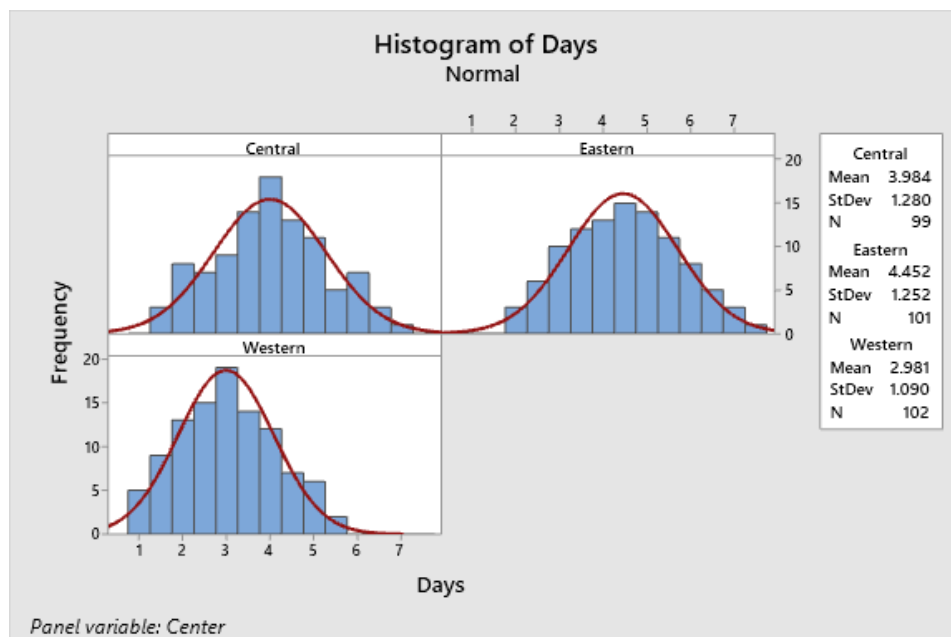 Histogram of Days
Normal
1 2 3 4 5 6 7
Central Eastern
20
15
10
5
0
Frequency
Western
20
15
10
5
0
1 2 3 4 5 6 7
Days
Central
Mean 3.984
StDev 1.280
N 99
Eastern
Mean 4.452
StDev 1.252
N 101
Western
Mean 2.981
StDev 1.090
N 102
Panel variable: Center